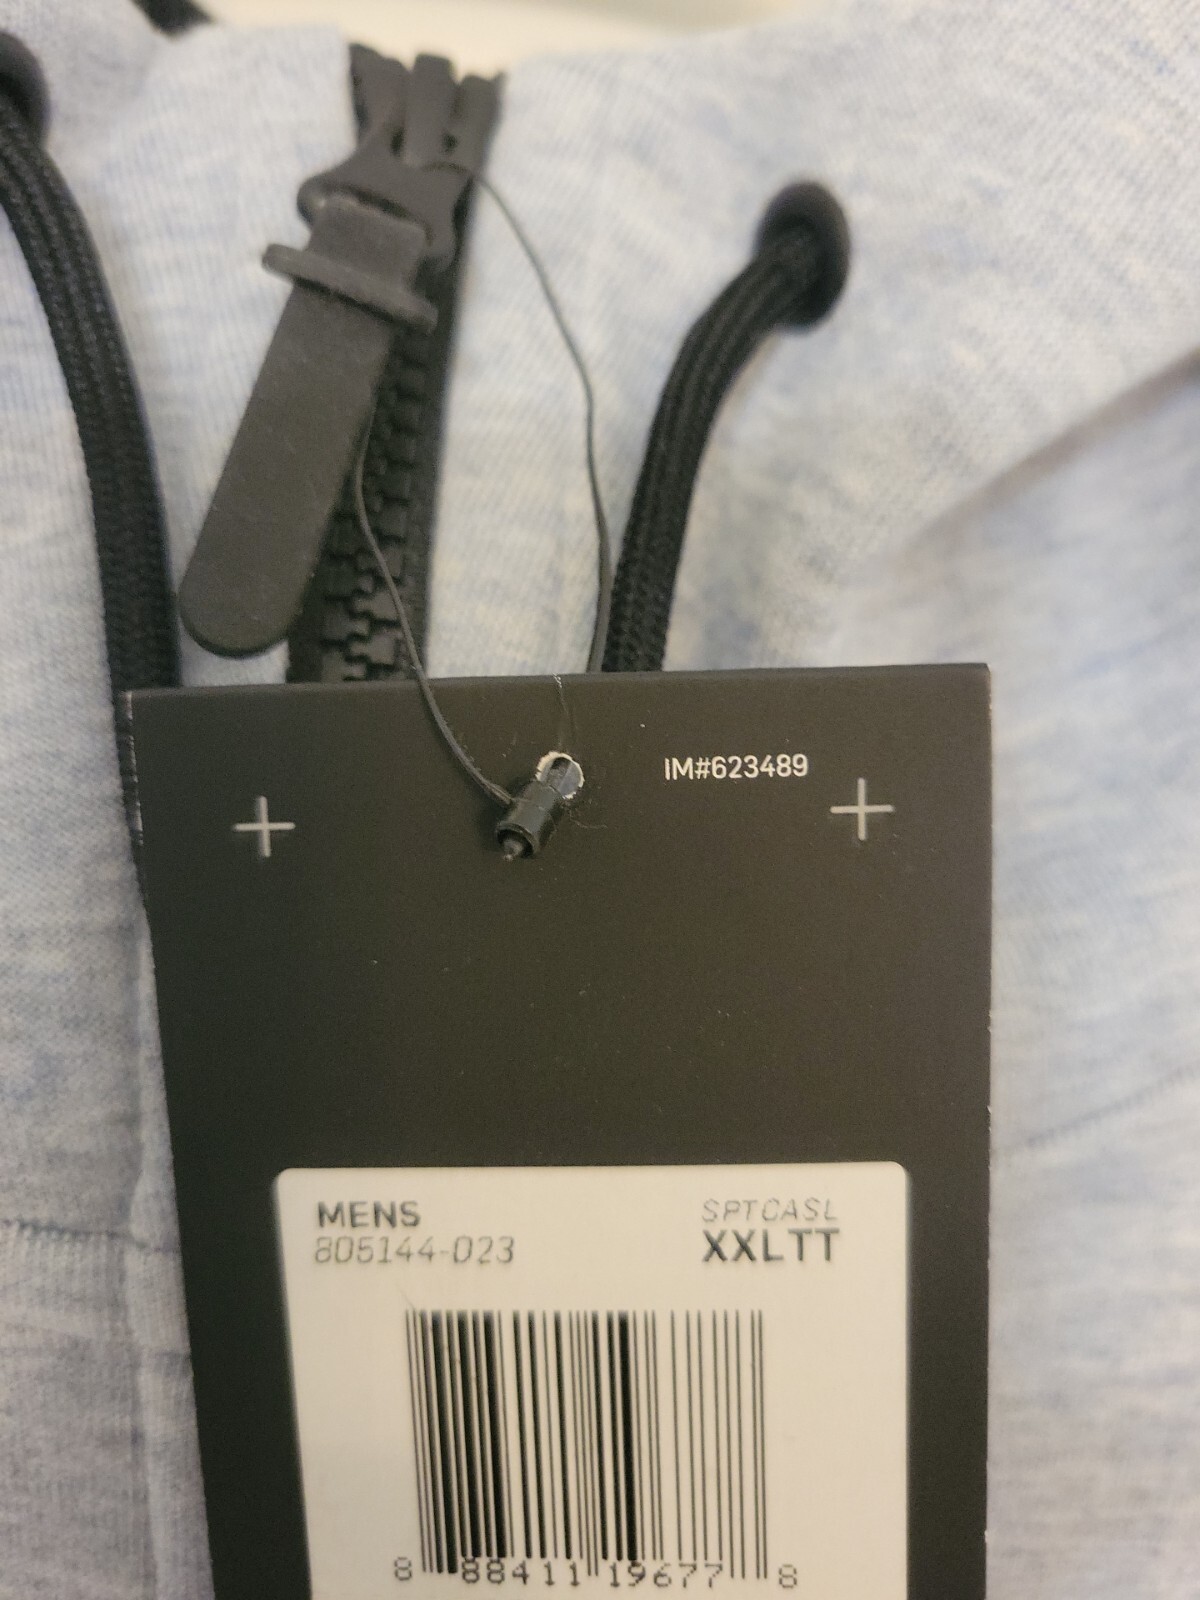 IM#623489
MENS
SPTCASL
805144-023
XXLTT
8 88411 19677 8